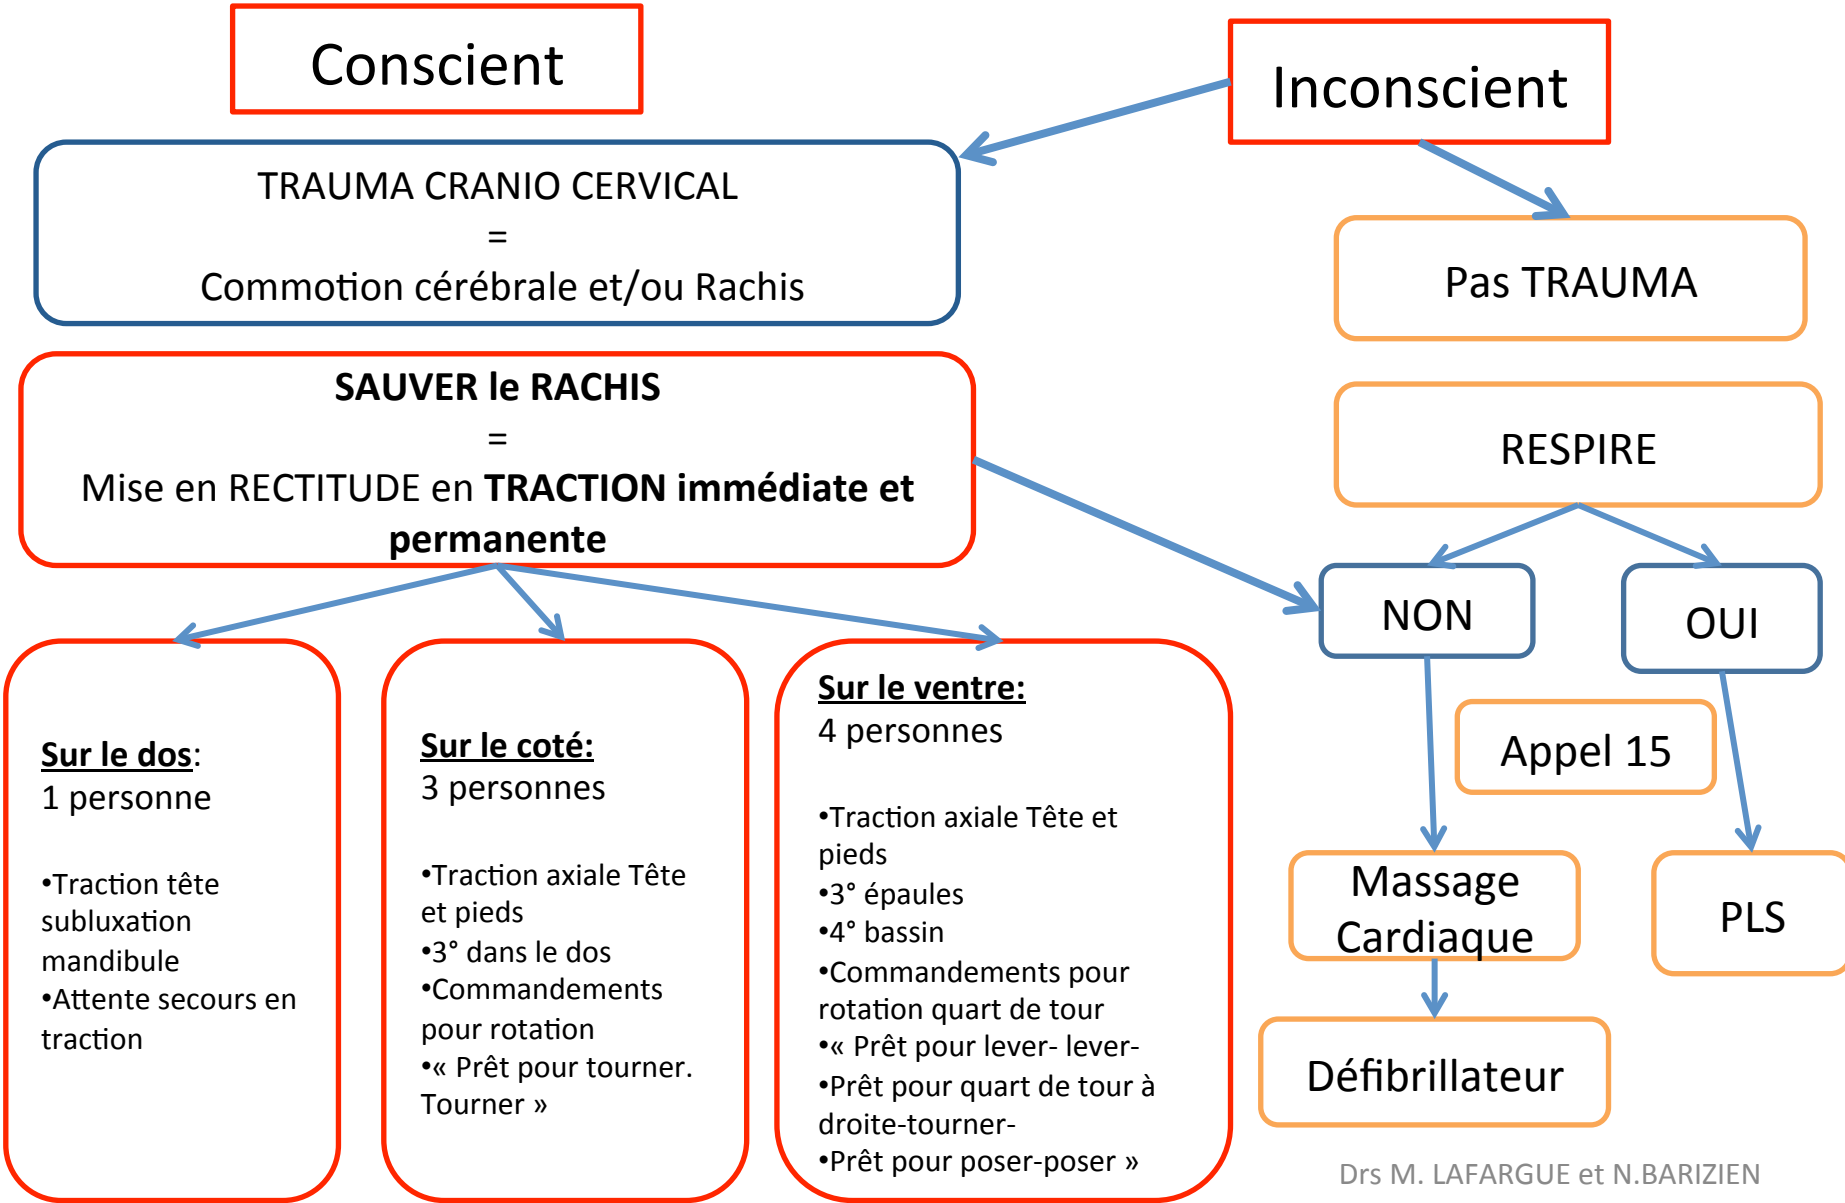 Conscient
Inconscient
TRAUMA CRANIO CERVICAL
=
Commotion cérébrale et/ou Rachis
Pas TRAUMA
SAUVER le RACHIS
=
Mise en RECTITUDE en TRACTION immédiate et
permanente
RESPIRE
NON
OUI
Appel 15
Massage
Cardiaque
PLS
Défibrillateur
Sur le dos:
1 personne
•Traction tête
subluxation
mandibule
•Attente secours en
traction
Sur le coté:
3 personnes
•Traction axiale Tête
et pieds
•3° dans le dos
•Commandements
pour rotation
•« Prêt pour tourner.
Tourner »
Sur le ventre:
4 personnes
•Traction axiale Tête et
pieds
•3° épaules
•4° bassin
•Commandements pour
rotation quart de tour
•« Prêt pour lever- lever-
•Prêt pour quart de tour à
droite-tourner-
•Prêt pour poser-poser »
Drs M. LAFARGUE et N.BARIZIEN